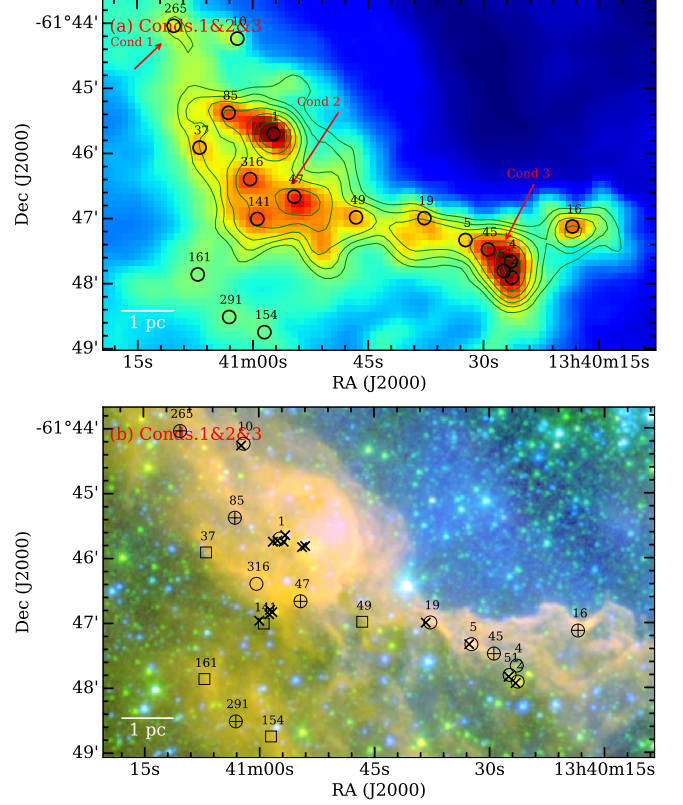 265
10
-61°44'
(a) Conds.1&2&3
Cond 1
45'
85
1
Cond 2
37
46'
316
47
Cond 3
141
49
19
16
47'
5
45
4
161
48'
291
154
1 pc
49'
15s
41m00s
45s
30s
13h40m15s
RA (J2000)
Dec (J2000)
265
10
-61°44'
(b) Conds.1&2&3
45'
85
1
37
46'
316
47
141
49
19
16
47'
5
45
4
51
2
161
48'
291
154
1 pc
49'
15s
41m00s
45s
30s
13h40m15s
RA (J2000)
Dec (J2000)